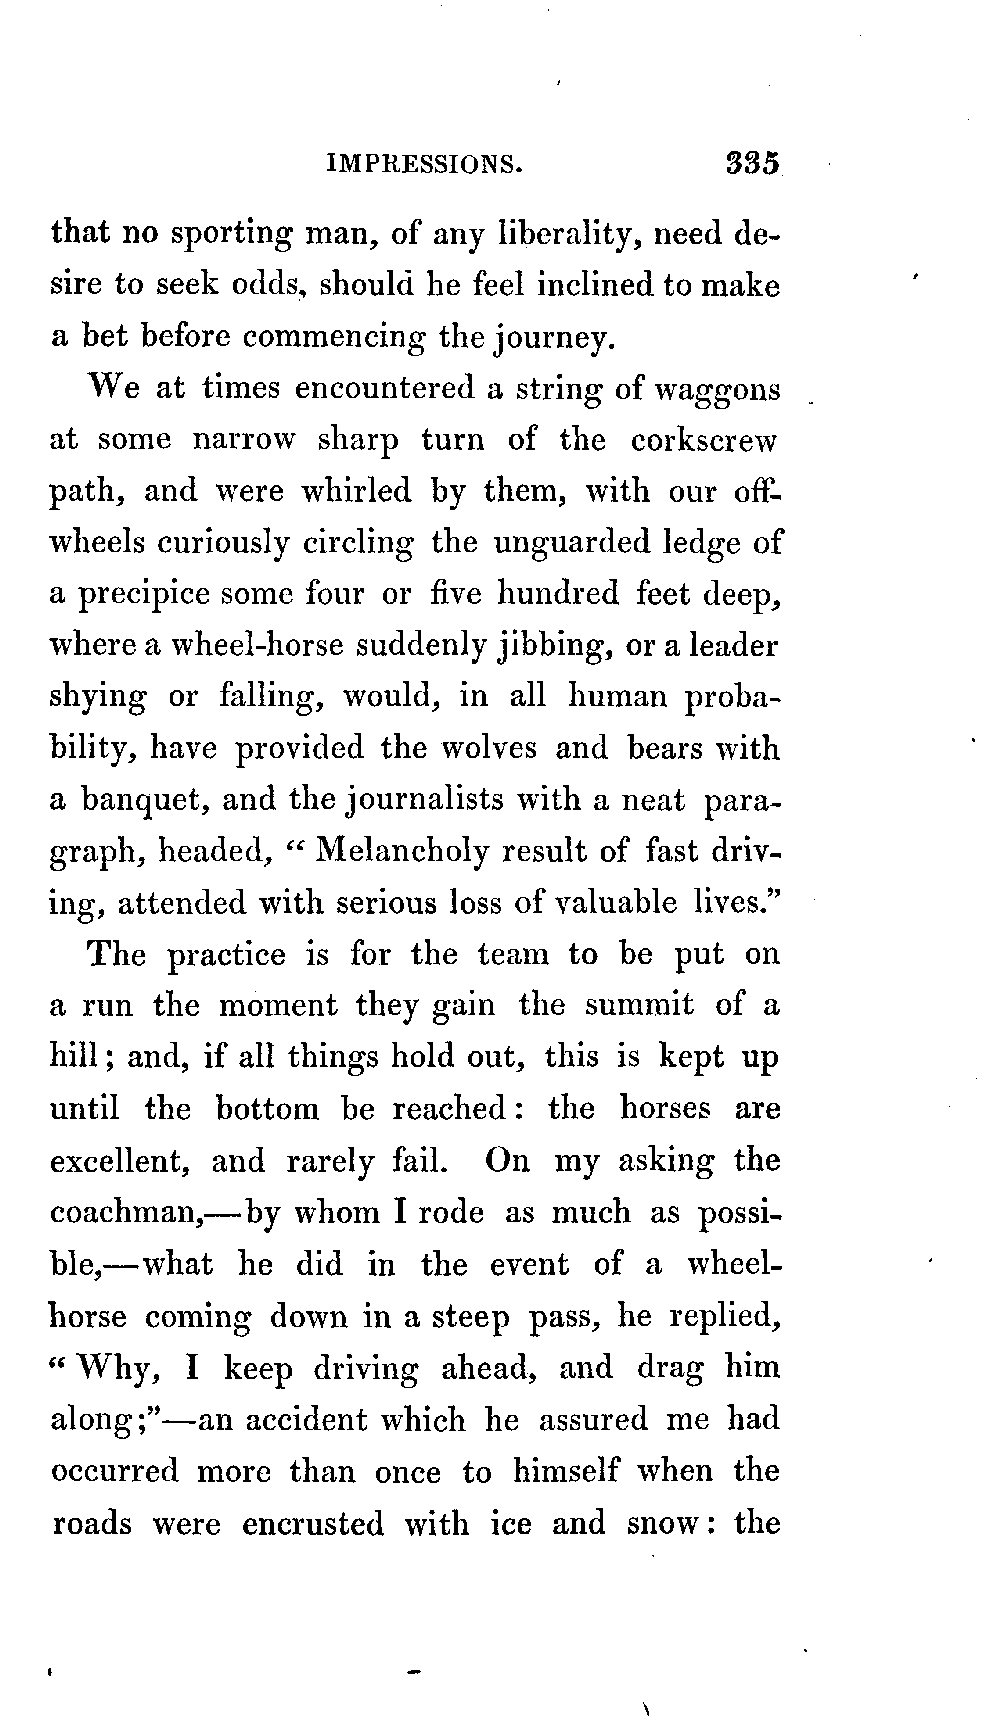 IMPRESSIONS. 335
that no sporting man, of any liberality, need de-
sire to seek odds, should he feel inclined to make
a bet before commencing the journey.
We at times encountered a string of waggons
at some narrow sharp turn of the corkscrew
path, and were whirled by them, with our off-
wheels curiously circling the unguarded ledge of
a precipice some four or five hundred feet deep,
where a wheel-horse suddenly jibbing, or a leader
shying or falling, would, in all human proba-
bility, have provided the wolves and bears with
a banquet, and the journalists with a neat para-
graph, headed, “ Melancholy result of fast driv-
ing, attended with serious loss of valuable lives.”
The practice is for the team to be put on
a run the moment they gain the summit of a
hill ; and, if all things hold out, this is kept up
until the bottom be reached : the horses are
excellent, and rarely fail. On my asking the
coachman,—by whom I rode as much as possi-
ble,—what he did in the event of a wheel-
horse coming down in a steep pass, he replied,
“ Why, I keep driving ahead, and drag him
along ;”—an accident which he assured me had
occurred more than once to himself when the
roads were encrusted with ice and snow : the